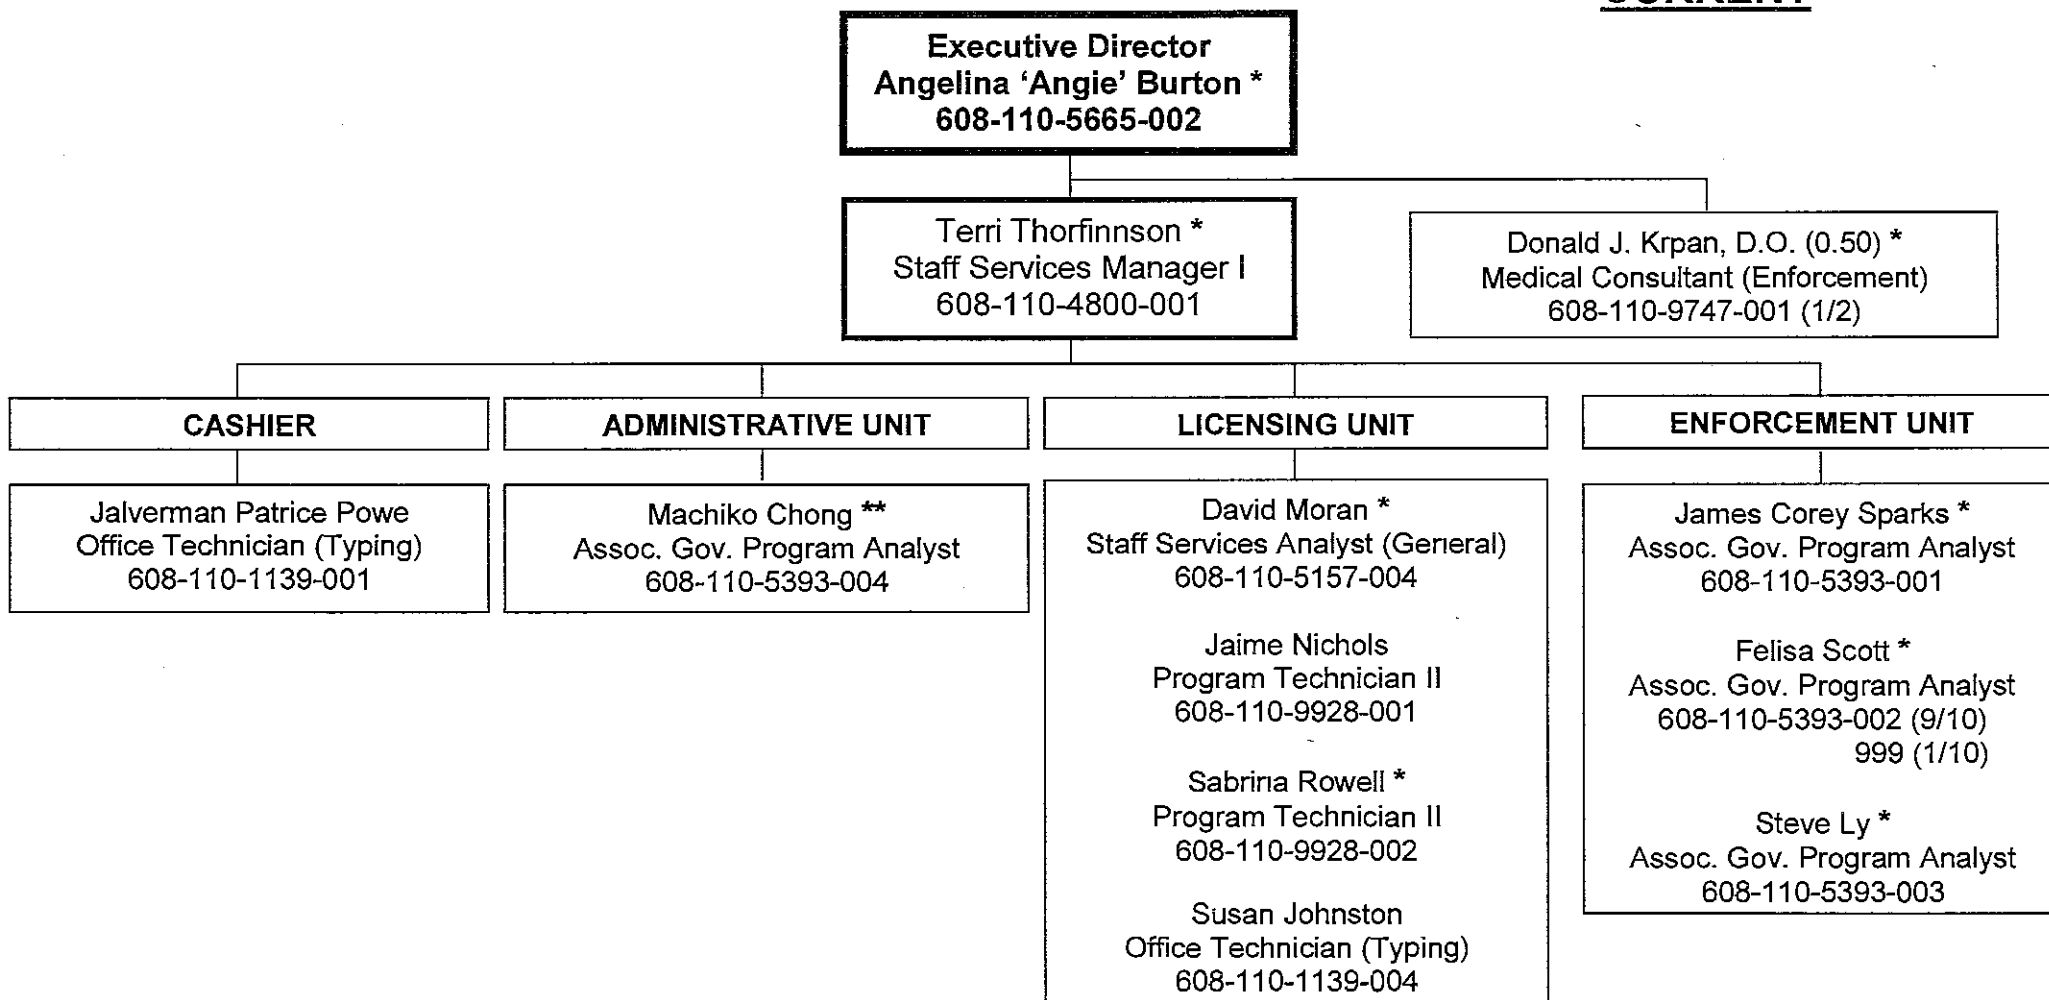 CURRENT
Executive Director
Angelina ‘Angie’ Burton *
608-110-5665-002
Terri Thorfinnson *
Staff Services Manager I
608-110-4800-001
Donald J. Krpan, D.O. (0.50) *
Medical Consultant (Enforcement)
608-110-9747-001 (1/2)
CASHIER
Jalverman Patrice Powe
Office Technician (Typing)
608-110-1139-001
ADMINISTRATIVE UNIT
Machiko Chong **
Assoc. Gov. Program Analyst
608-110-5393-004
LICENSING UNIT
David Moran *
Staff Services Analyst (General)
608-110-5157-004
Jaime Nichols
Program Technician II
608-110-9928-001
Sabrina Rowell *
Program Technician II
608-110-9928-002
Susan Johnston
Office Technician (Typing)
608-110-1139-004
ENFORCEMENT UNIT
James Corey Sparks *
Assoc. Gov. Program Analyst
608-110-5393-001
Felisa Scott *
Assoc. Gov. Program Analyst
608-110-5393-002 (9/10)
999 (1/10)
Steve Ly *
Assoc. Gov. Program Analyst
608-110-5393-003